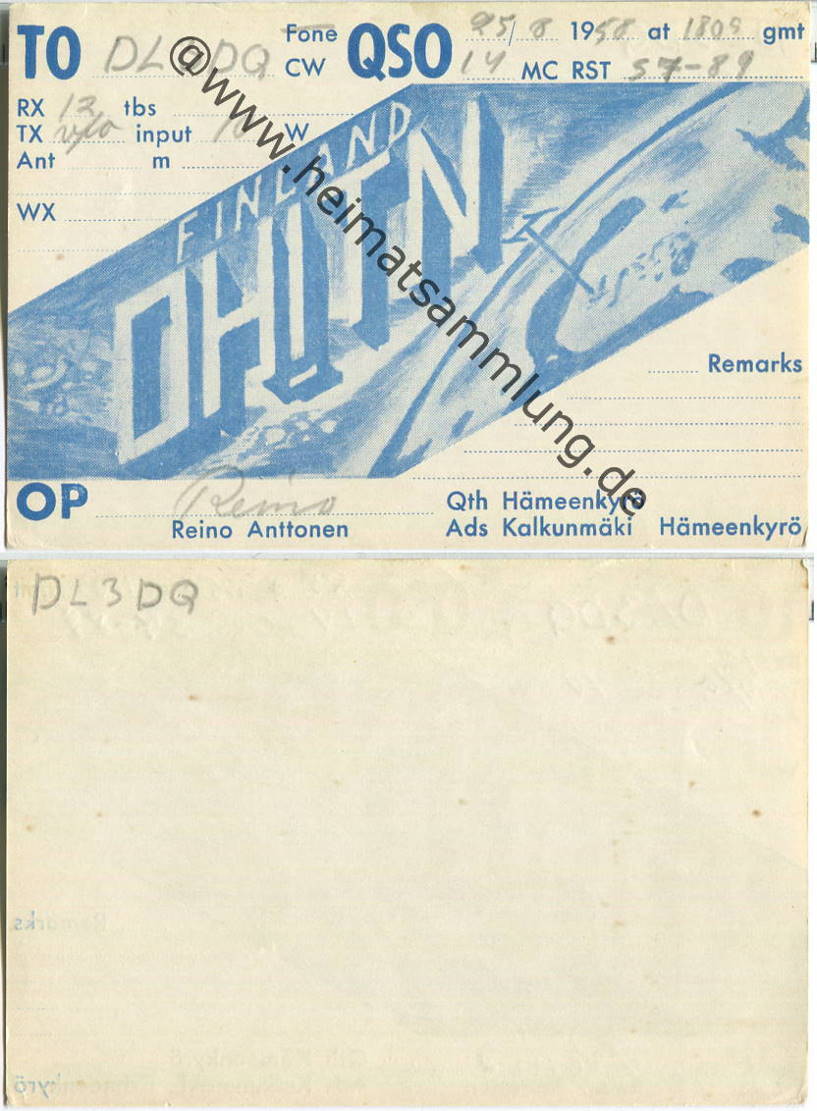 TO DL3DQ Fone CW QSO 25/8 1958 at 1809 gmt
14 MC RST 57-89
RX 12 tbs
TX vfo input W
Ant m
WX
FINLAND
OH1TN
Remarks
OP Reino
Reino Anttonen
Qth Hämeenkyrö
Ads Kalkunmäki Hämeenkyrö
@www.heimatsammlung.de
DL3DQ